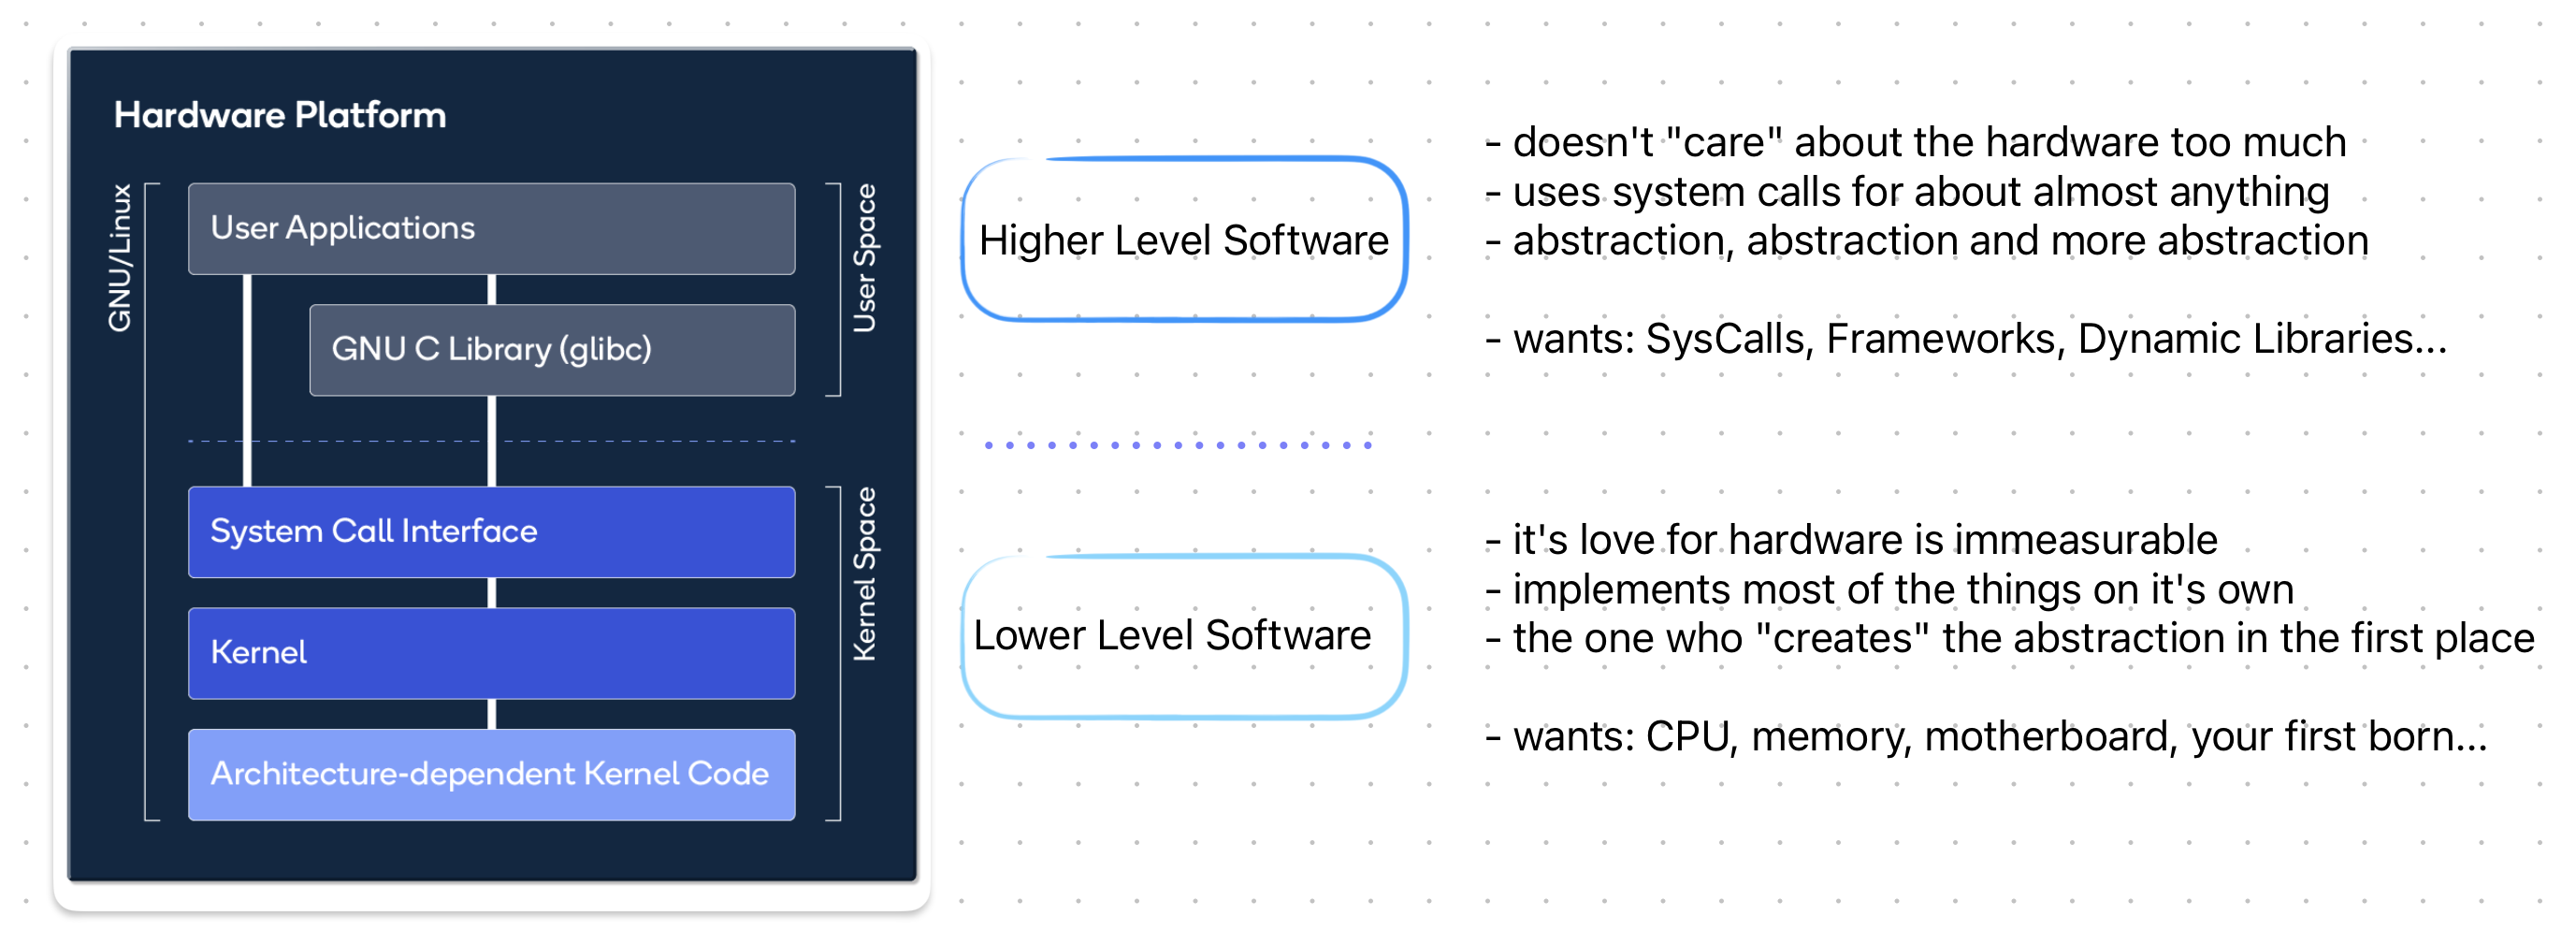 Hardware Platform
GNU/Linux
User Applications
User Space
GNU C Library (glibc)
System Call Interface
Kernel Space
Kernel
Architecture-dependent Kernel Code
Higher Level Software
- doesn't "care" about the hardware too much
- uses system calls for about almost anything
- abstraction, abstraction and more abstraction
- wants: SysCalls, Frameworks, Dynamic Libraries...
Lower Level Software
- it's love for hardware is immeasurable
- implements most of the things on it's own
- the one who "creates" the abstraction in the first place
- wants: CPU, memory, motherboard, your first born...